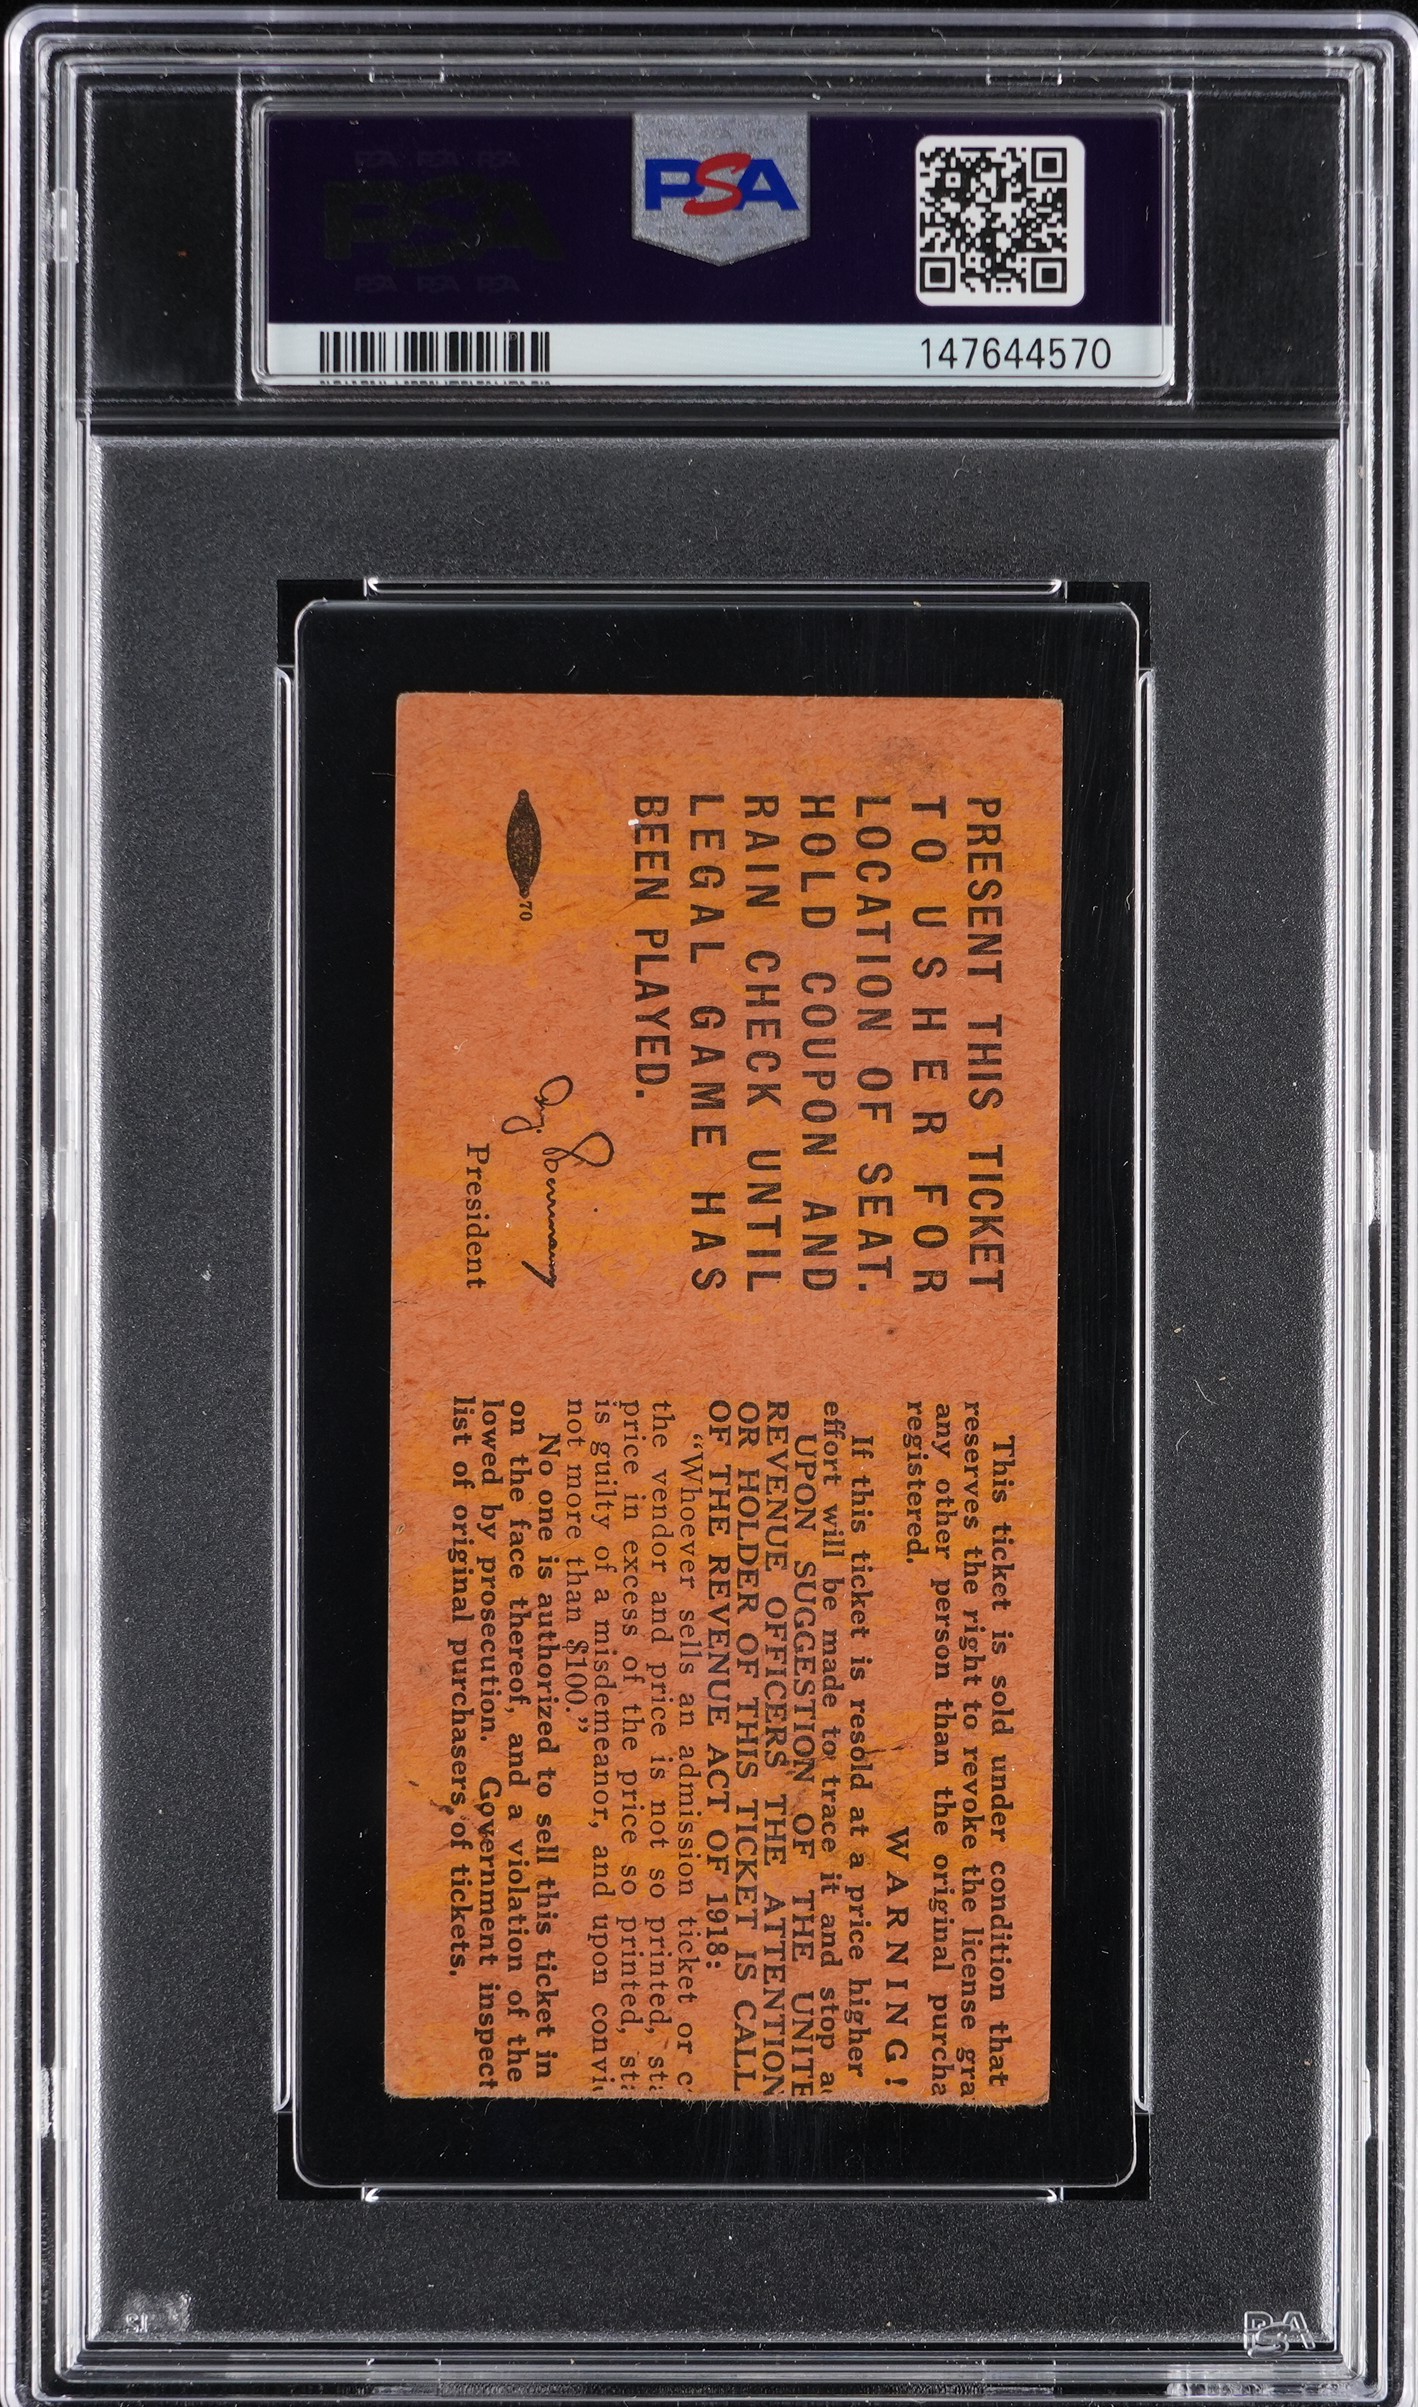 PSA
147644570
PRESENT THIS TICKET
TO USHER FOR
LOCATION OF SEAT.
HOLD COUPON AND
RAIN CHECK UNTIL
LEGAL GAME HAS
BEEN PLAYED.
President
70
This ticket is sold under condition that
reserves the right to revoke the license gra
any other person than the original purcha
registered.
WARNING!
If this ticket is resold at a price higher
effort will be made to trace it and stop a
UPON SUGGESTION OF THE UNITE
REVENUE OFFICERS THE ATTENTION
OR HOLDER OF THIS TICKET IS CALL
OF THE REVENUE ACT OF 1918:
“Whoever sells an admission ticket or c
the vendor and price is not so printed, sta
price in excess of the price so printed, sta
is guilty of a misdemeanor, and upon convi
not more than $100.”
No one is authorized to sell this ticket in
on the face thereof, and a violation of the
lowed by prosecution. Government inspect
list of original purchasers of tickets.
PSA